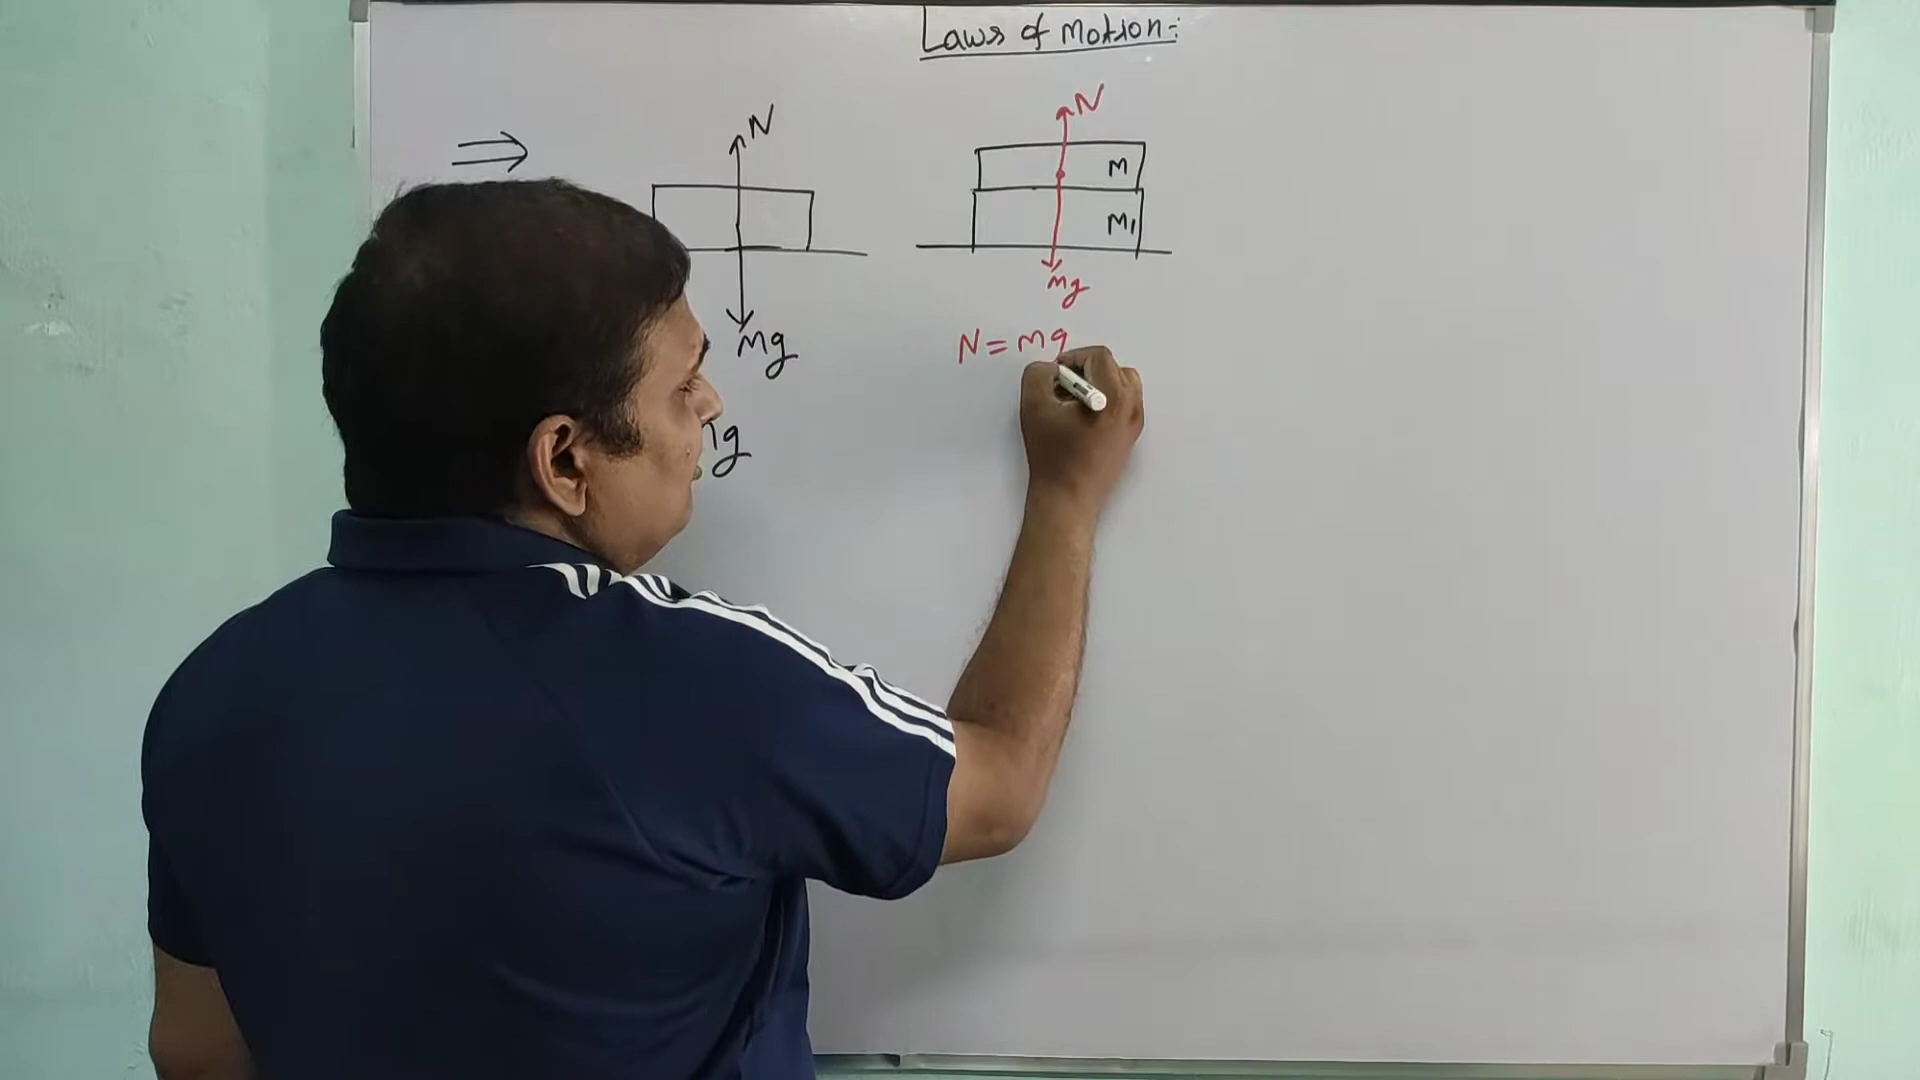 Laws of Motion :-
N
N
M
M1
Mg
Mg
N = mg
g